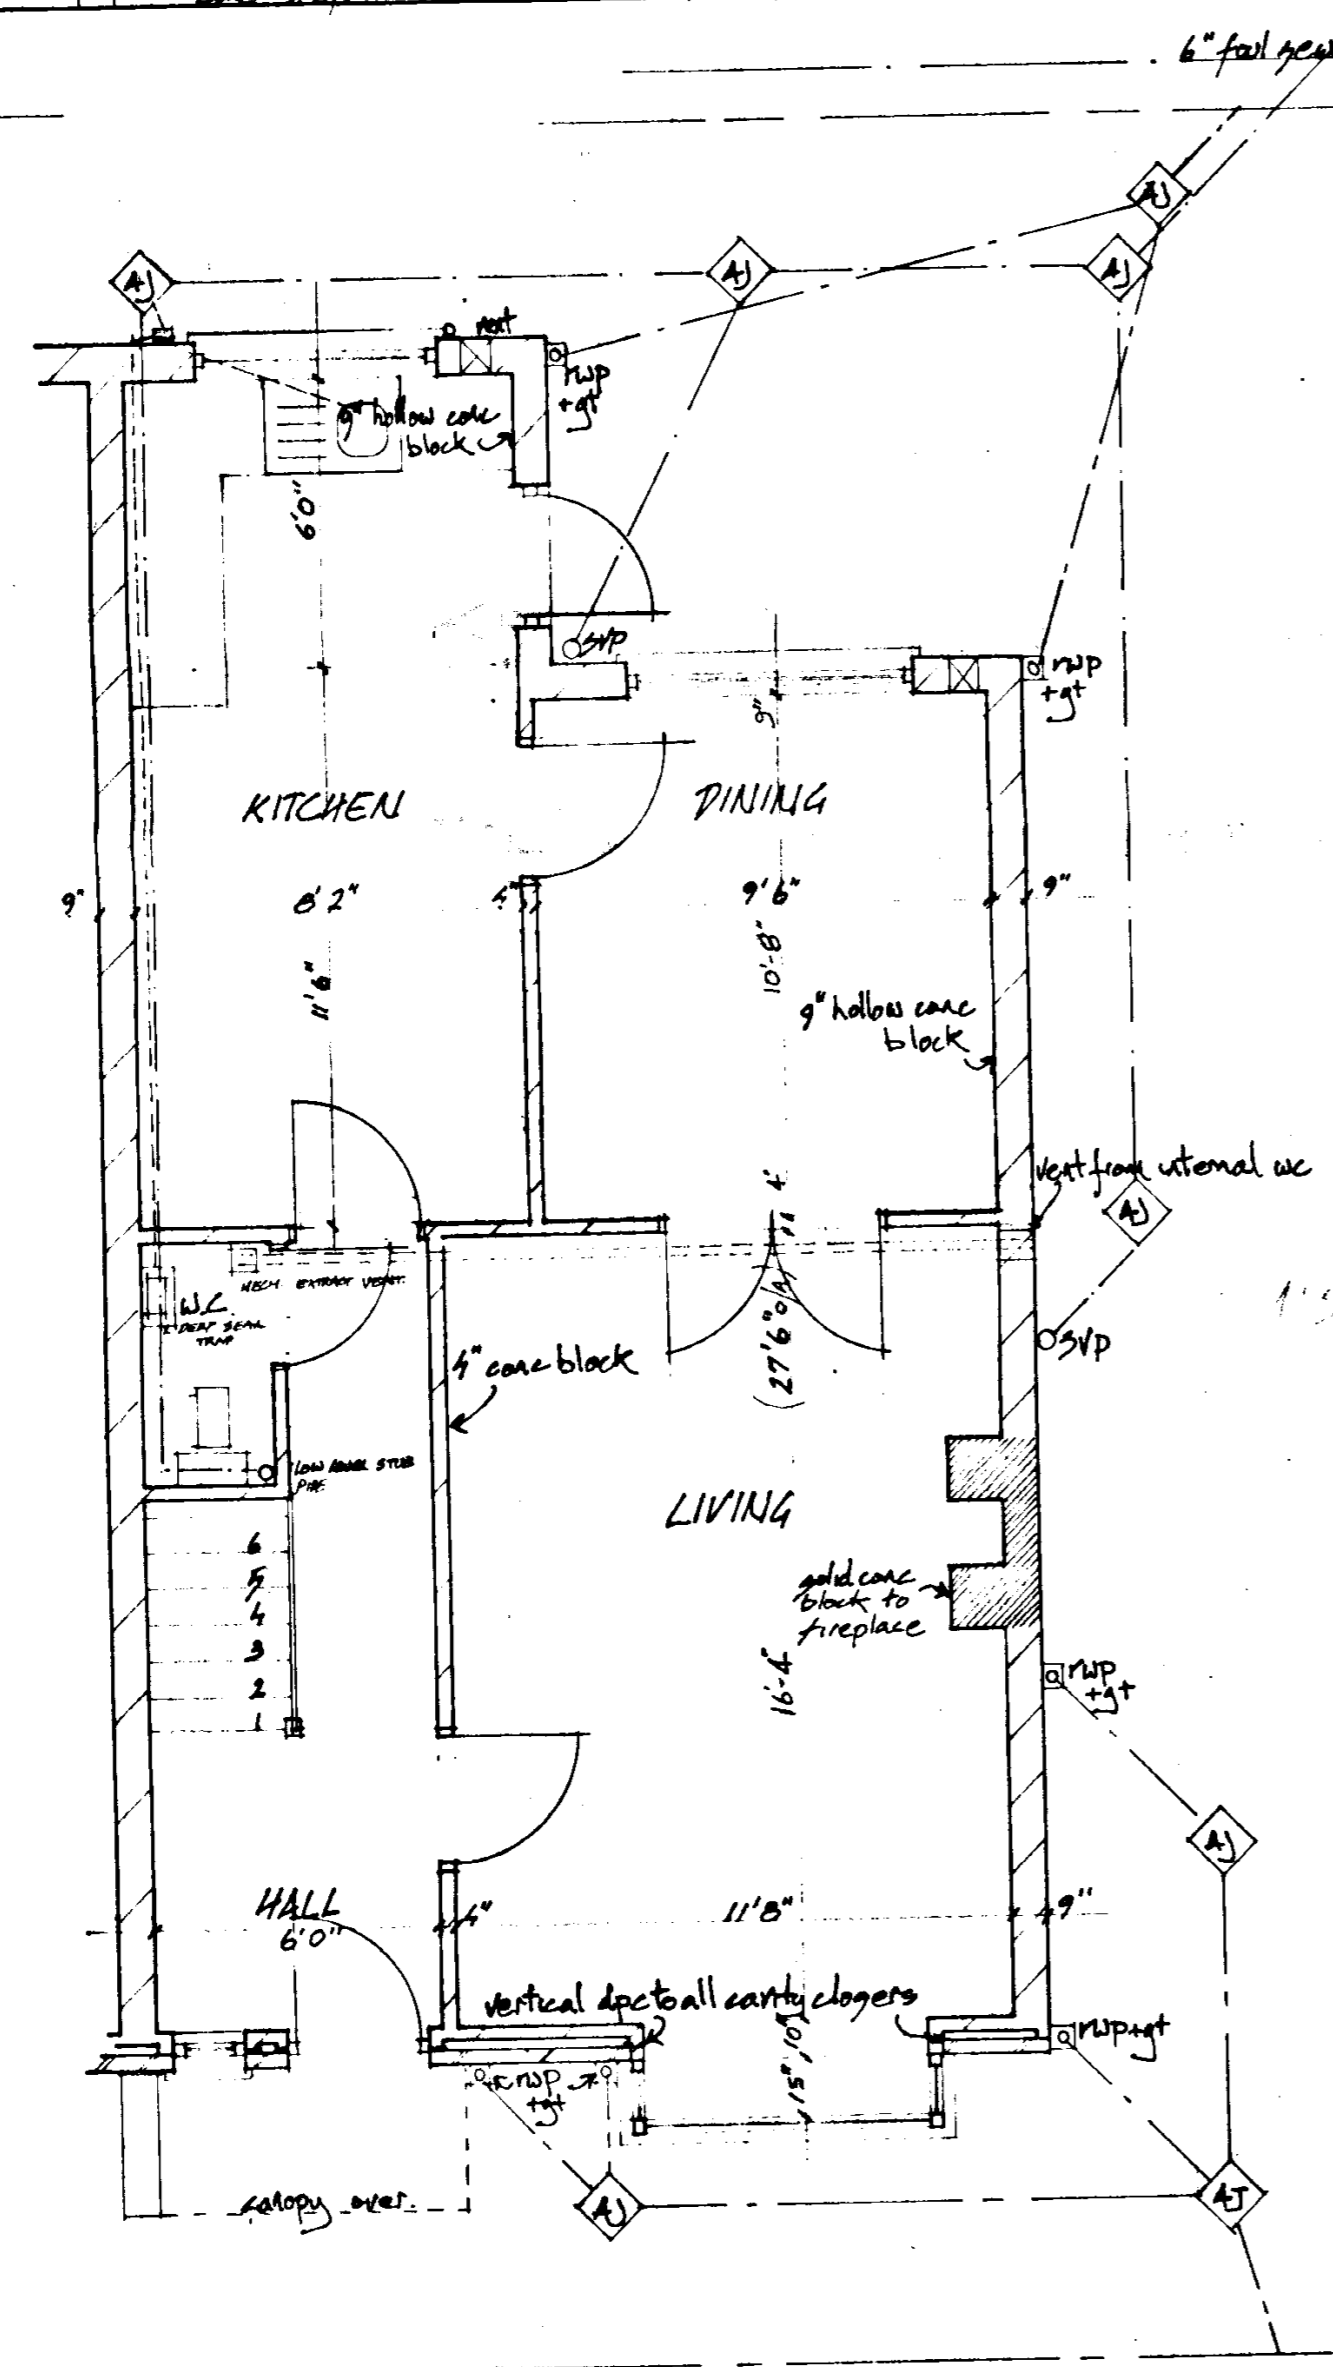 6" foul sew
AJ
AJ
AJ
AJ
vent
rwp
+gt
9" hollow conc
block
6'0"
SVP
rwp
+gt
9"
KITCHEN
DINING
9"
8'2"
4"
9'6"
9"
10'-8"
11'6"
9" hollow conc
block
vent from internal wc
AJ
4"
MECH. EXTRACT VENT.
W.C.
DEEP SEAL
TRAP
(27'6" o/a)
SVP
4" conc block
LOW LEVEL STUB
PIPE
LIVING
6
5
4
3
2
1
solid conc
block to
fireplace
16'-4"
rwp
+gt
AJ
HALL
6'0"
4"
11'8"
9"
vertical dpc to all cavity closers
rwp+gt
rwp
+gt
canopy over
AJ
AJ